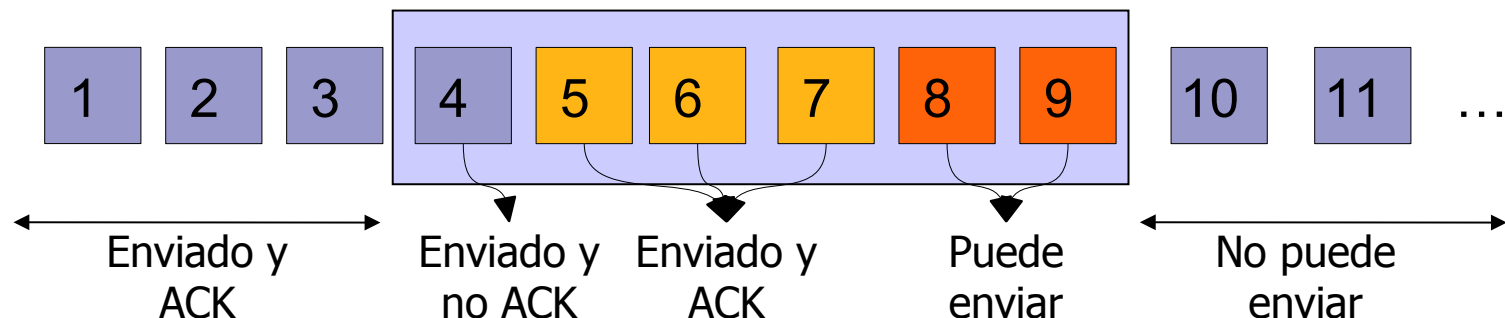 1 2 3 4 5 6 7 8 9 10 11 ...
Enviado y
ACK
Enviado y
no ACK
Enviado y
ACK
Puede
enviar
No puede
enviar